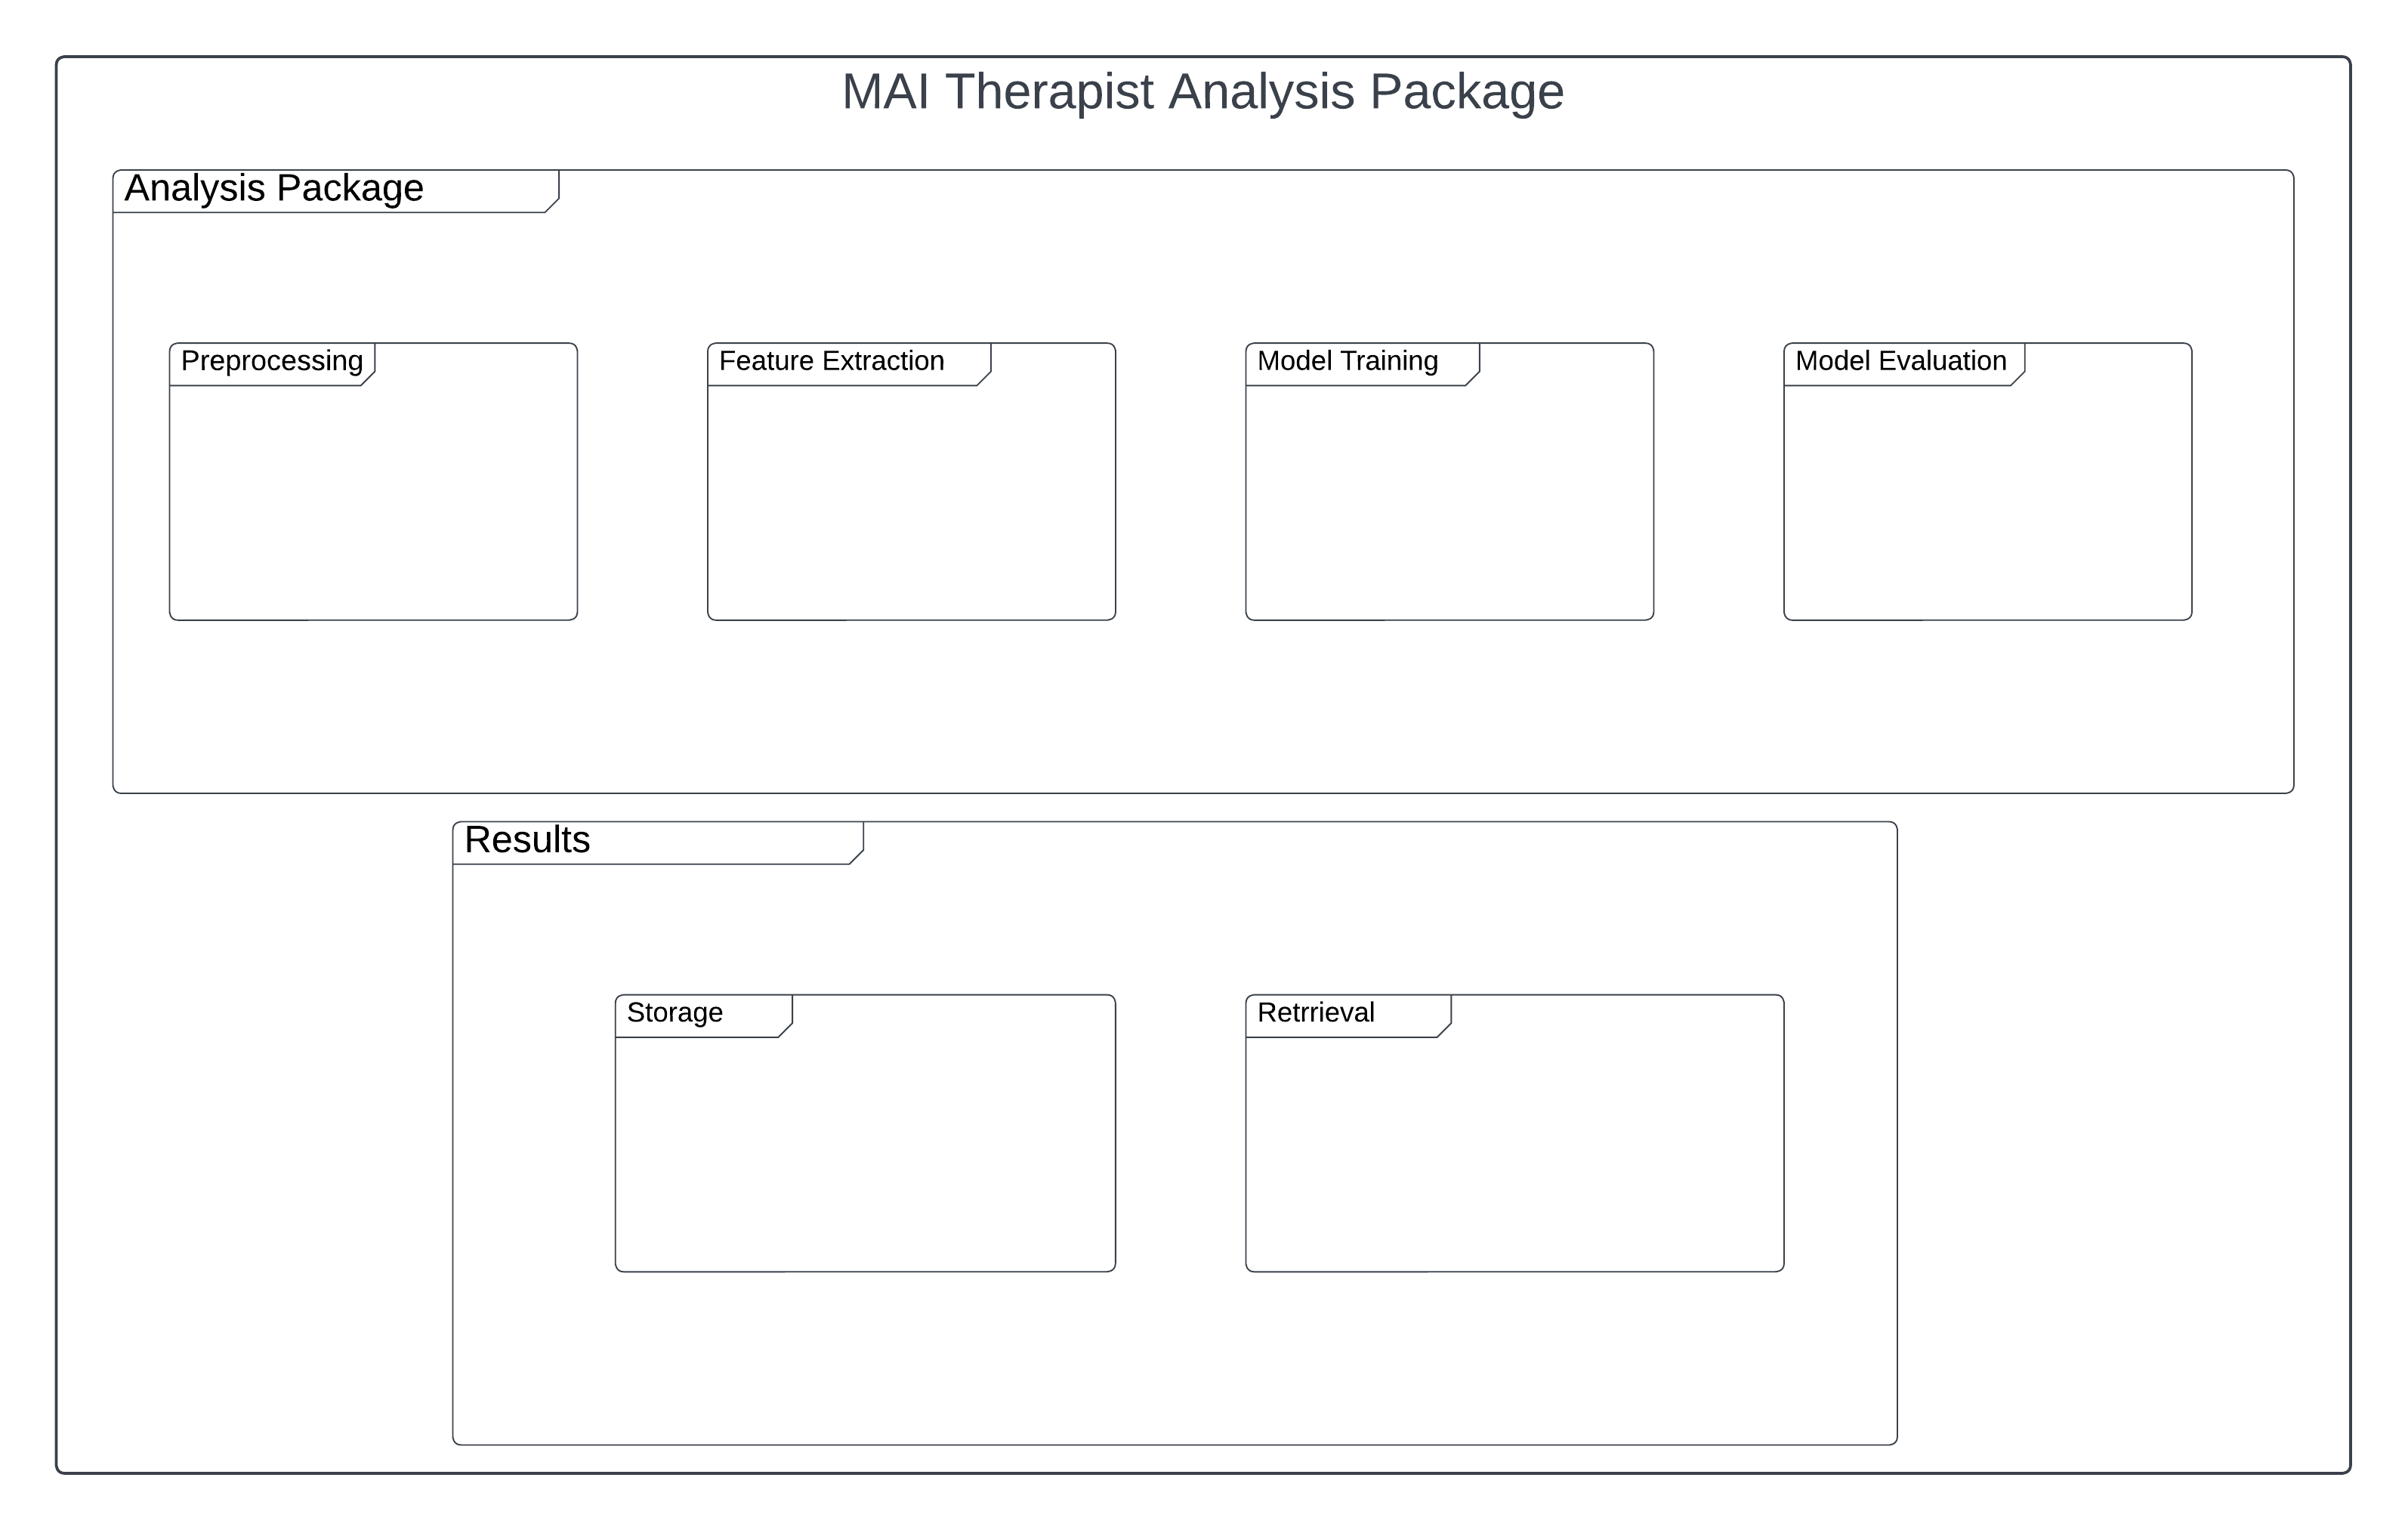 MAI Therapist Analysis Package
Analysis Package
Preprocessing
Feature Extraction
Model Training
Model Evaluation
Results
Storage
Retrrieval